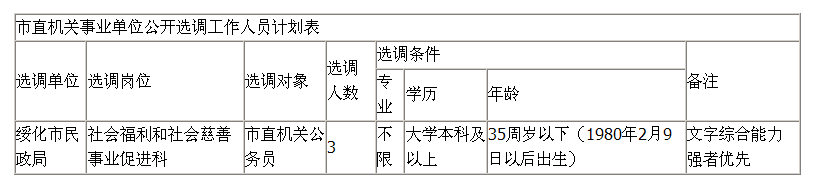 市直机关事业单位公开选调工作人员计划表
选调单位
选调岗位
选调对象
选调
人数
选调条件
专
业
学历
年龄
备注
绥化市民
政局
社会福利和社会慈善
事业促进科
市直机关公
务员
3
不
限
大学本科及
以上
35周岁以下（1980年2月9
日以后出生）
文字综合能力
强者优先